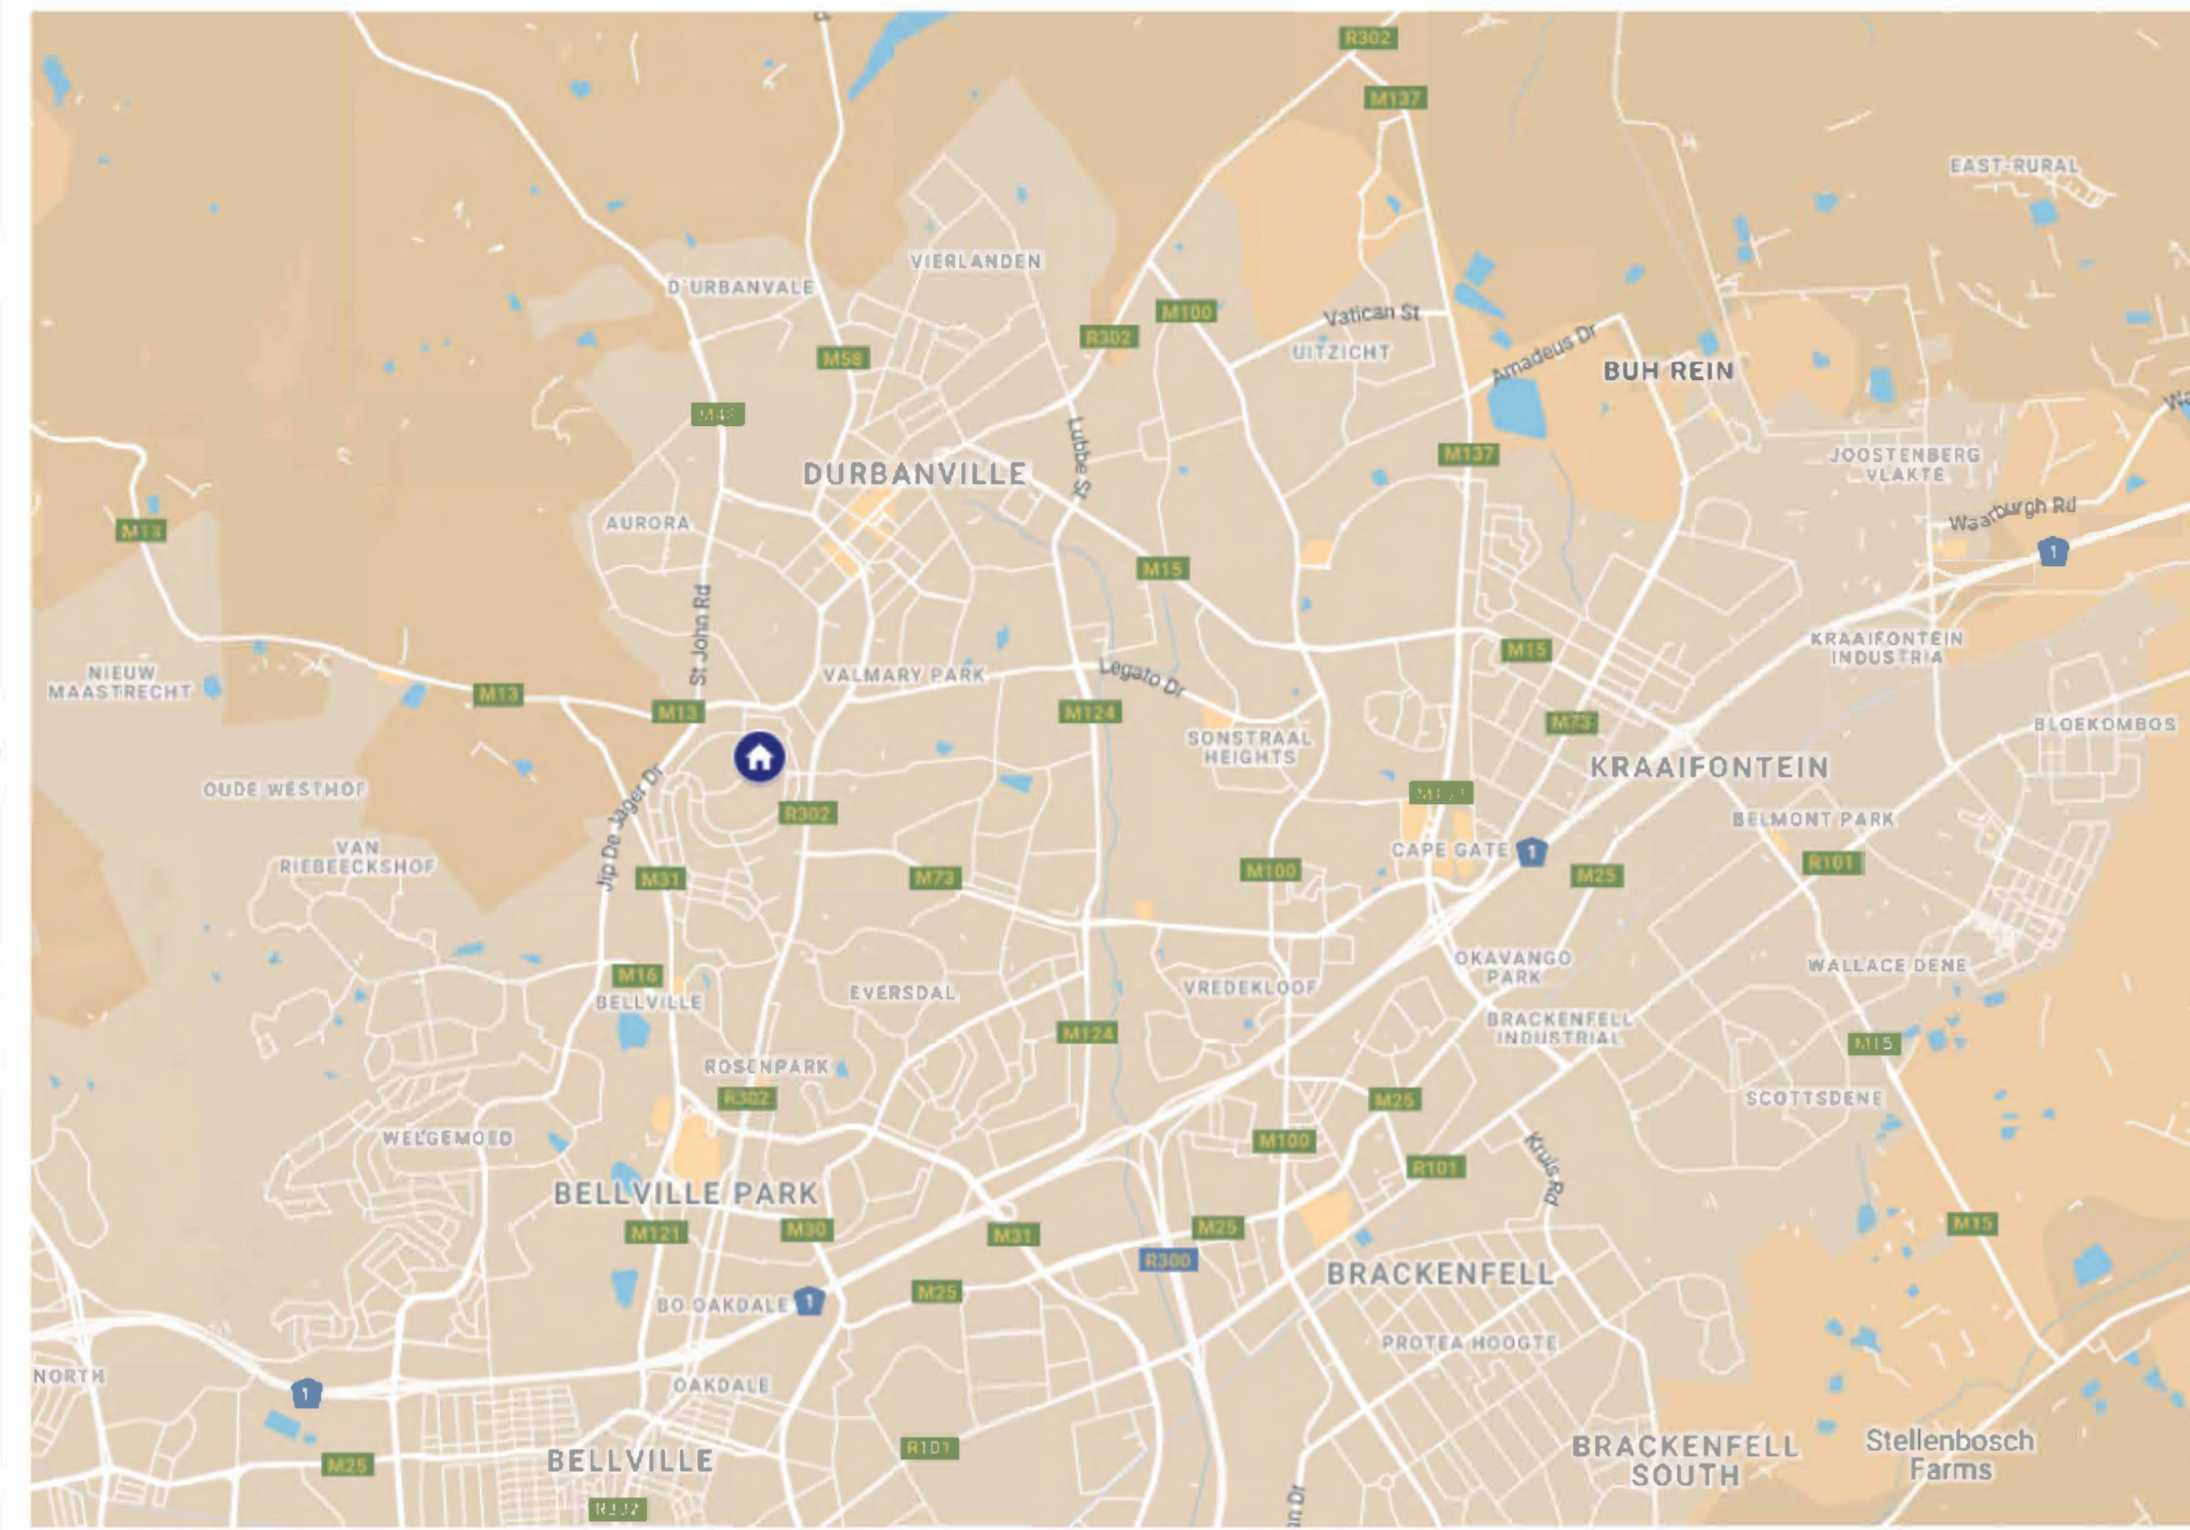 R302
M137
EAST-RURAL
VIERLANDEN
D'URBANVALE
M100
Vatican St
R302
UITZICHT
M58
Amadeus Dr
BUH REIN
Lubbe St
M137
DURBANVILLE
JOOSTENBERG
VLAKTE
AURORA
M13
Waarburgh Rd
1
M15
St John Rd
KRAAIFONTEIN
INDUSTRIA
M15
NIEUW
MAASTRECHT
VALMARY PARK
Legato Dr
M13
M13
M124
M73
BLOEKOMBOS
SONSTRAAL
HEIGHTS
KRAAIFONTEIN
OUDE WESTHOF
Jip De Jager Dr
R302
BELMONT PARK
VAN
RIEBEECKSHOF
CAPE GATE
1
R101
M31
M73
M100
M25
OKAVANGO
PARK
WALLACE DENE
M16
BELLVILLE
EVERSDAL
VREDEKLOOF
BRACKENFELL
INDUSTRIAL
M124
M15
ROSENPARK
R302
M25
SCOTTSDENE
WELGEMOED
M100
R101
Kruis Rd
BELLVILLE PARK
M121
M30
M31
M25
M15
R300
BRACKENFELL
M25
BO OAKDALE
1
PROTEA HOOGTE
NORTH
1
OAKDALE
R101
BRACKENFELL
SOUTH
Stellenbosch
Farms
M25
BELLVILLE